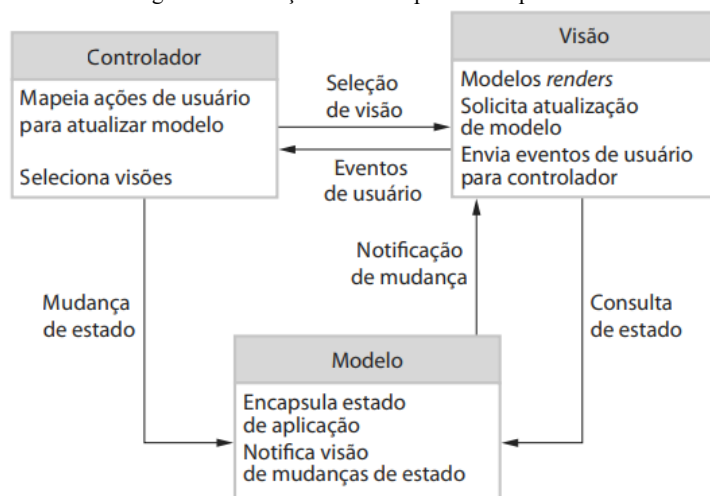 Controlador
Mapeia ações de usuário
para atualizar modelo
Seleciona visões
Seleção
de visão
Eventos
de usuário
Visão
Modelos renders
Solicita atualização
de modelo
Envia eventos de usuário
para controlador
Notificação
de mudança
Mudança
de estado
Consulta
de estado
Modelo
Encapsula estado
de aplicação
Notifica visão
de mudanças de estado